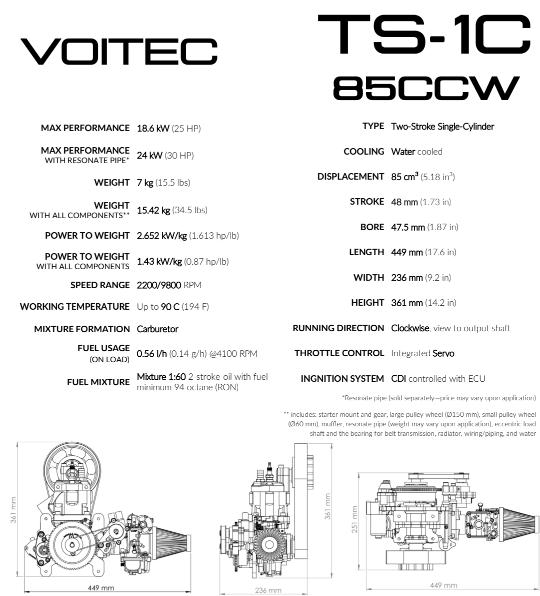 VOITEC
TS-1C
85CCW
MAX PERFORMANCE 18.6 kW (25 HP)
MAX PERFORMANCE
WITH RESONATE PIPE* 24 kW (30 HP)
WEIGHT 7 kg (15.5 lbs)
WEIGHT
WITH ALL COMPONENTS** 15.42 kg (34.5 lbs)
POWER TO WEIGHT 2.652 kW/kg (1.613 hp/lb)
POWER TO WEIGHT
WITH ALL COMPONENTS 1.43 kW/kg (0.87 hp/lb)
SPEED RANGE 2200/9800 RPM
WORKING TEMPERATURE Up to 90 C (194 F)
MIXTURE FORMATION Carburetor
FUEL USAGE
(ON LOAD) 0.56 l/h (0.14 g/h) @4100 RPM
FUEL MIXTURE Mixture 1:60 2 stroke oil with fuel
minimum 94 octane (RON)
TYPE Two-Stroke Single-Cylinder
COOLING Water cooled
DISPLACEMENT 85 cm³ (5.18 in³)
STROKE 48 mm (1.73 in)
BORE 47.5 mm (1.87 in)
LENGTH 449 mm (17.6 in)
WIDTH 236 mm (9.2 in)
HEIGHT 361 mm (14.2 in)
RUNNING DIRECTION Clockwise, view to output shaft
THROTTLE CONTROL Integrated Servo
INGNITION SYSTEM CDI controlled with ECU
*Resonate pipe (sold separately—price may vary upon application)
** includes: starter mount and gear, large pulley wheel (Ø150 mm), small pulley wheel
(Ø60 mm), muffler, resonate pipe (weight may vary upon application), eccentric load
shaft and the bearing for belt transmission, radiator, wiring/piping, and water
361 mm
449 mm
361 mm
236 mm
251 mm
449 mm